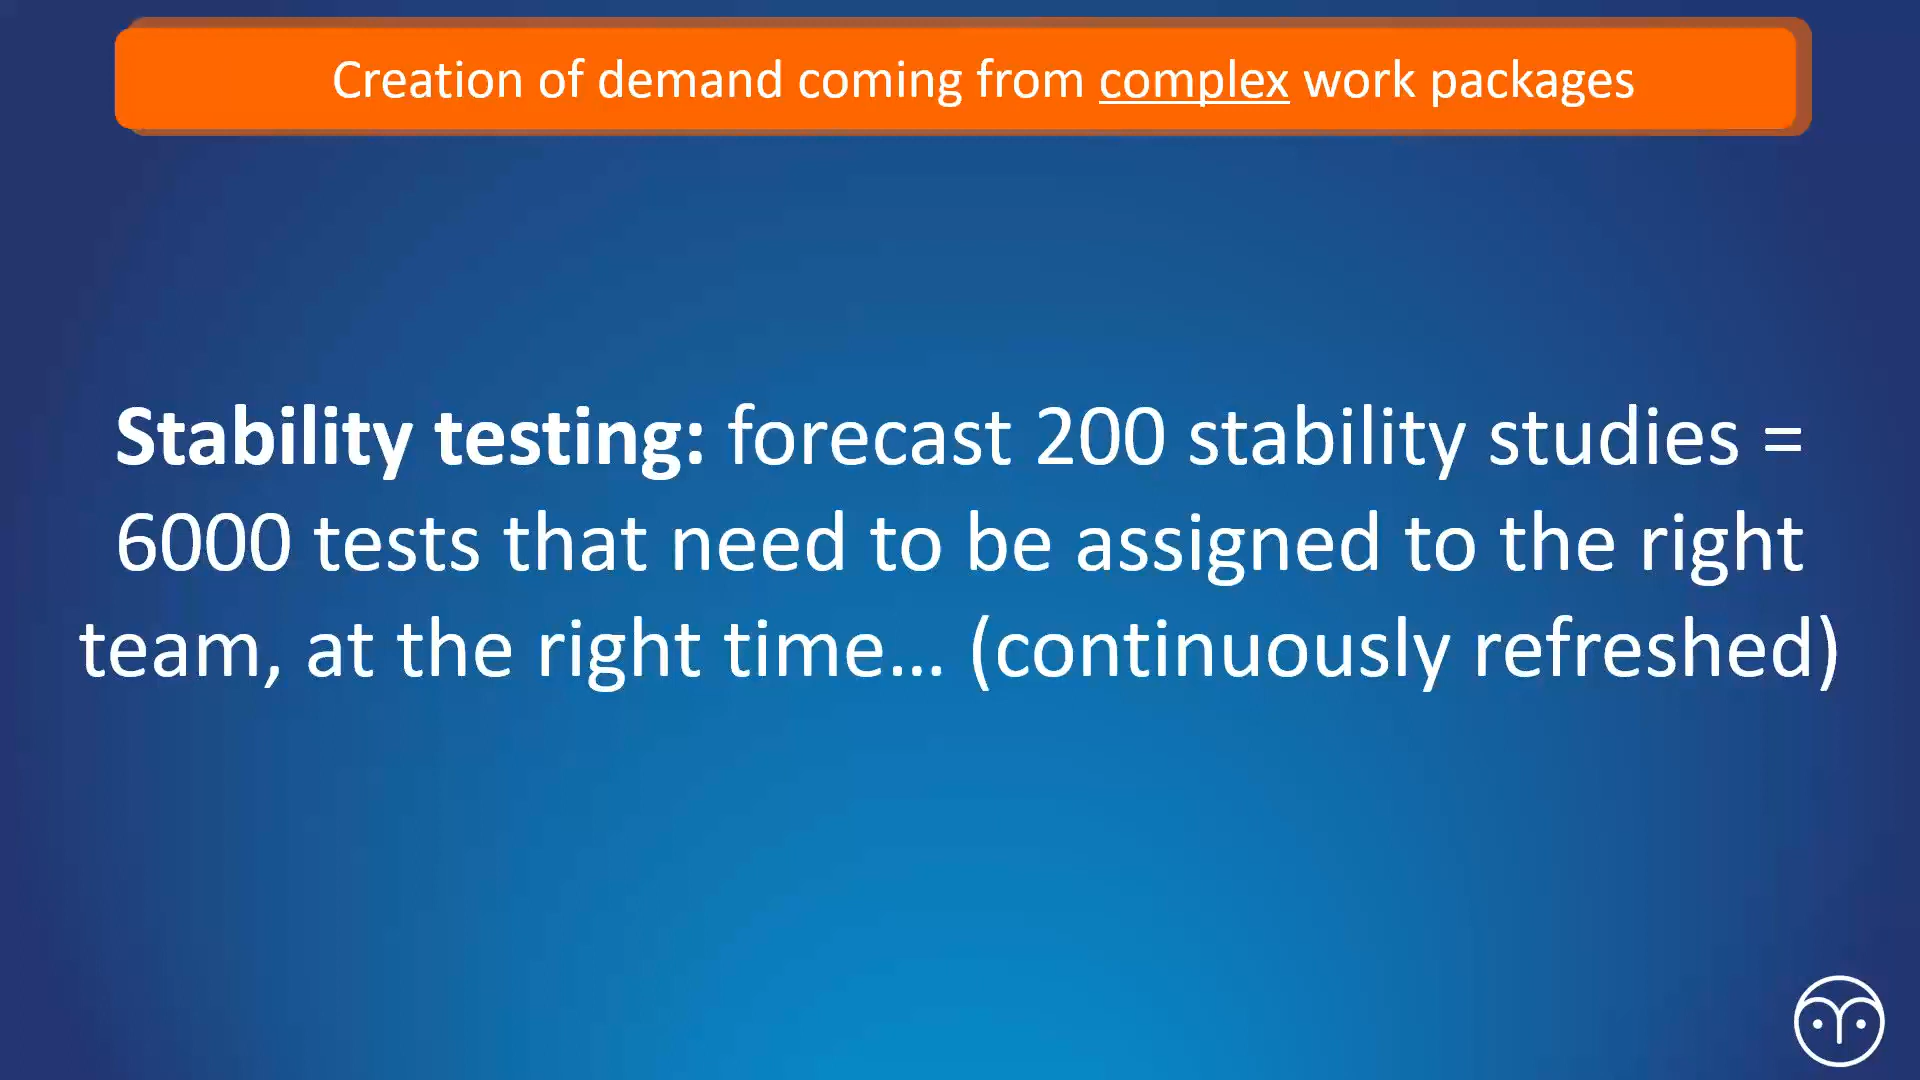 Creation of demand coming from complex work packages
Stability testing: forecast 200 stability studies =
6000 tests that need to be assigned to the right
team, at the right time... (continuously refreshed)